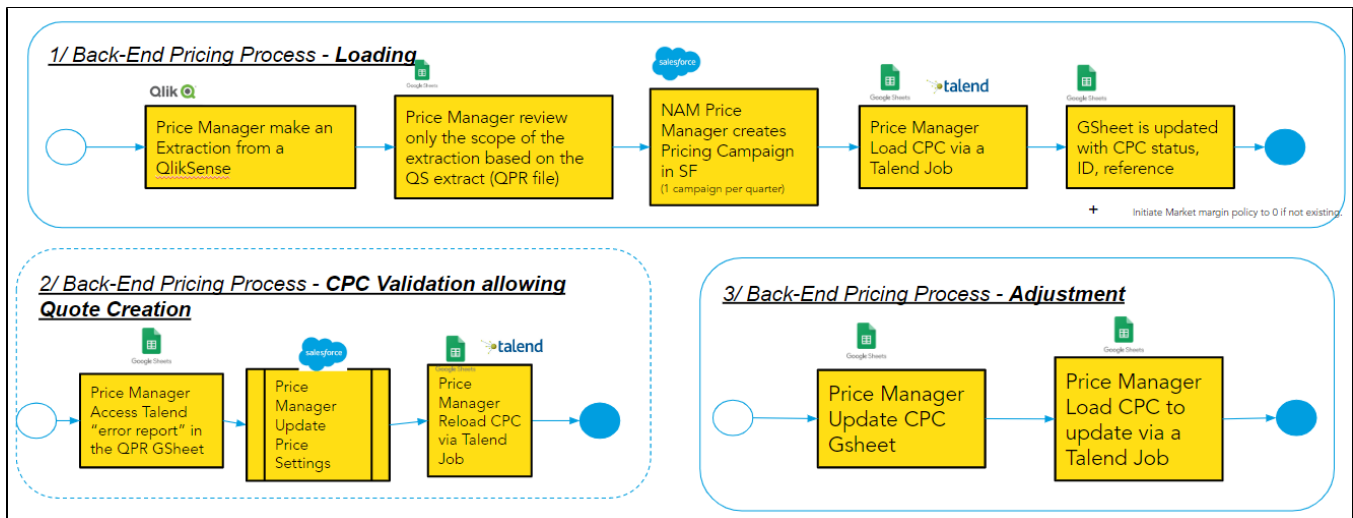 1/ Back-End Pricing Process - Loading
Qlik
Google Sheets
salesforce
Google Sheets
talend
Google Sheets
Price Manager make an
Extraction from a
QlikSense
Price Manager review
only the scope of the
extraction based on the
QS extract (QPR file)
NAM Price
Manager creates
Pricing Campaign
in SF
(1 campaign per quarter)
Price Manager
Load CPC via a
Talend Job
GSheet is updated
with CPC status,
ID, reference
+ Initiate Market margin policy to 0 if not existing.
2/ Back-End Pricing Process - CPC Validation allowing
Quote Creation
Google Sheets
salesforce
Google Sheets
talend
Price Manager
Access Talend
“error report” in
the QPR GSheet
Price
Manager
Update
Price
Settings
Price
Manager
Reload CPC
via Talend
Job
3/ Back-End Pricing Process - Adjustment
Google Sheets
Google Sheets
Price Manager
Update CPC
Gsheet
Price Manager
Load CPC to
update via a
Talend Job